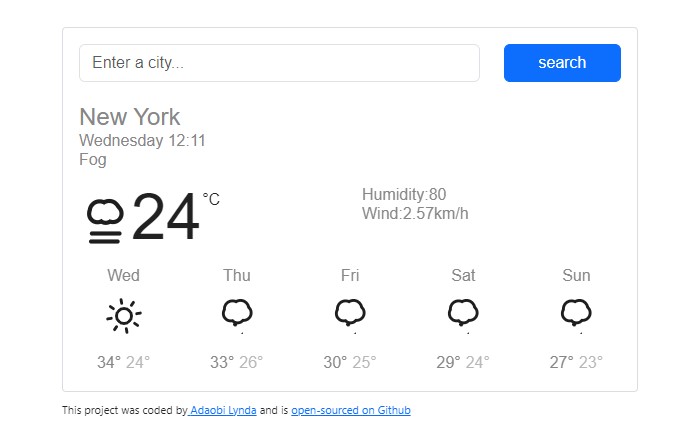 Enter a city...
search
New York
Wednesday 12:11
Fog
24 °C
Humidity:80
Wind:2.57km/h
Wed Thu Fri Sat Sun
34° 24° 33° 26° 30° 25° 29° 24° 27° 23°
This project was coded by Adaobi Lynda and is open-sourced on Github